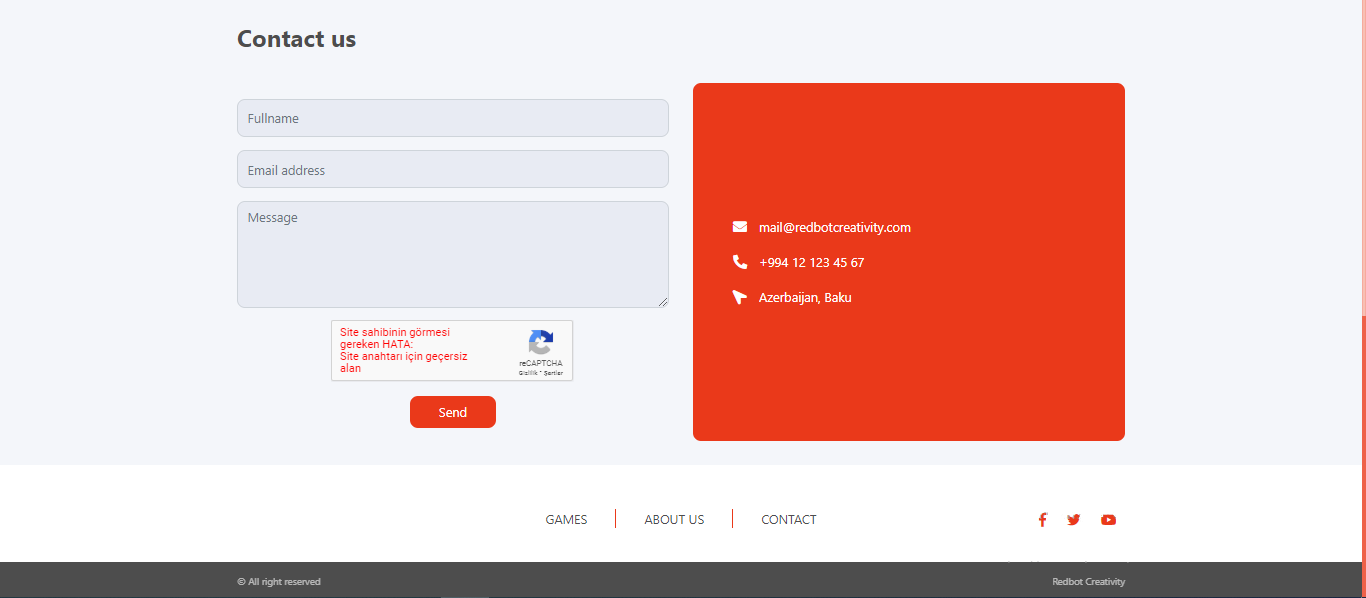 Contact us
Fullname
Email address
Message
Site sahibinin görmesi
gereken HATA:
Site anahtarı için geçersiz
alan
reCAPTCHA
Gizlilik - Şartlar
Send
mail@redbotcreativity.com
+994 12 123 45 67
Azerbaijan, Baku
GAMES
ABOUT US
CONTACT
© All right reserved
Redbot Creativity